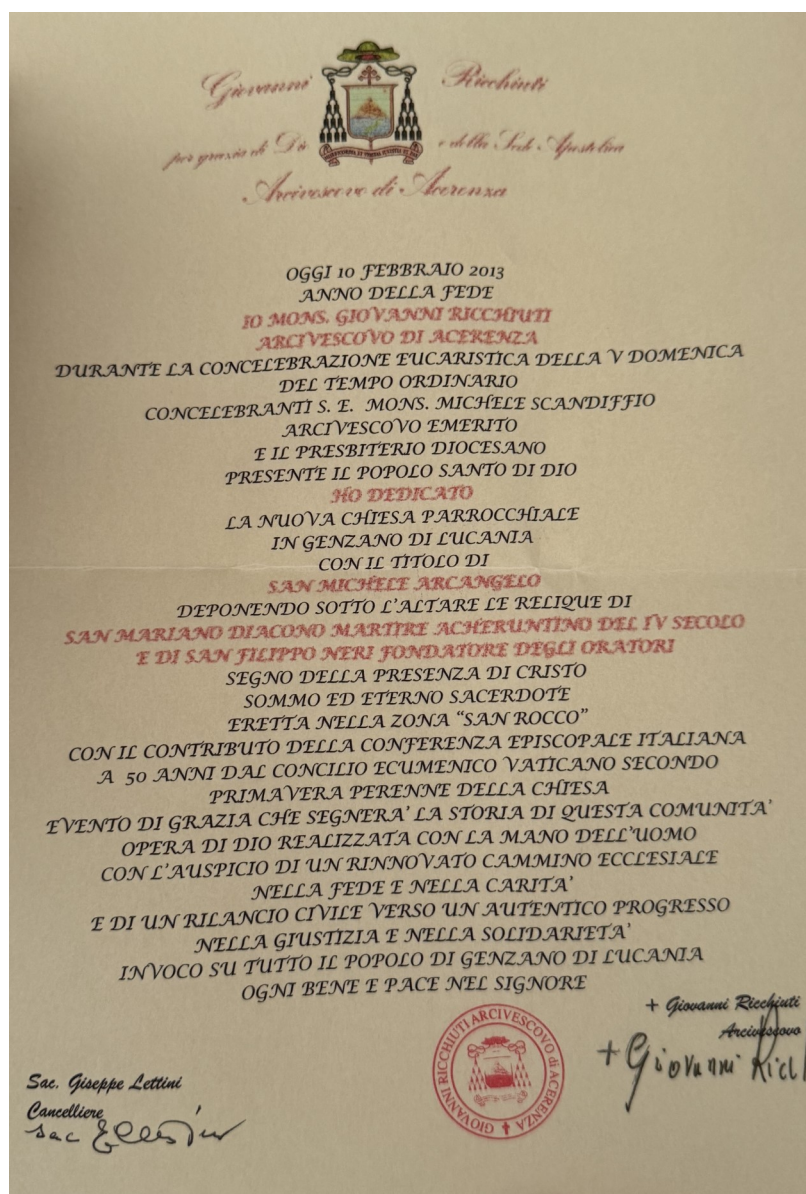 Giovanni Ricchiuti
per grazia di Dio e della Sede Apostolica
Arcivescovo di Acerenza
OGGI 10 FEBBRAIO 2013
ANNO DELLA FEDE
IO MONS. GIOVANNI RICCHIUTI
ARCIVESCOVO DI ACERENZA
DURANTE LA CONCELEBRAZIONE EUCARISTICA DELLA V DOMENICA
DEL TEMPO ORDINARIO
CONCELEBRANTI S. E. MONS. MICHELE SCANDIFFIO
ARCIVESCOVO EMERITO
E IL PRESBITERIO DIOCESANO
PRESENTE IL POPOLO SANTO DI DIO
HO DEDICATO
LA NUOVA CHIESA PARROCCHIALE
IN GENZANO DI LUCANIA
CON IL TITOLO DI
SAN MICHELE ARCANGELO
DEPONENDO SOTTO L'ALTARE LE RELIQUE DI
SAN MARIANO DIACONO MARTIRE ACHERUNTINO DEL IV SECOLO
E DI SAN FILIPPO NERI FONDATORE DEGLI ORATORI
SEGNO DELLA PRESENZA DI CRISTO
SOMMO ED ETERNO SACERDOTE
ERETTA NELLA ZONA "SAN ROCCO"
CON IL CONTRIBUTO DELLA CONFERENZA EPISCOPALE ITALIANA
A 50 ANNI DAL CONCILIO ECUMENICO VATICANO SECONDO
PRIMAVERA PERENNE DELLA CHIESA
EVENTO DI GRAZIA CHE SEGNERA' LA STORIA DI QUESTA COMUNITA'
OPERA DI DIO REALIZZATA CON LA MANO DELL'UOMO
CON L'AUSPICIO DI UN RINNOVATO CAMMINO ECCLESIALE
NELLA FEDE E NELLA CARITA'
E DI UN RILANCIO CIVILE VERSO UN AUTENTICO PROGRESSO
NELLA GIUSTIZIA E NELLA SOLIDARIETA'
INVOCO SU TUTTO IL POPOLO DI GENZANO DI LUCANIA
OGNI BENE E PACE NEL SIGNORE
+ Giovanni Ricchiuti
Arcivescovo
+ Giovanni
GIOVANNI RICCHIUTI ARCIVESCOVO di ACERENZA
Sac. Giseppe Lettini
Cancelliere
sac